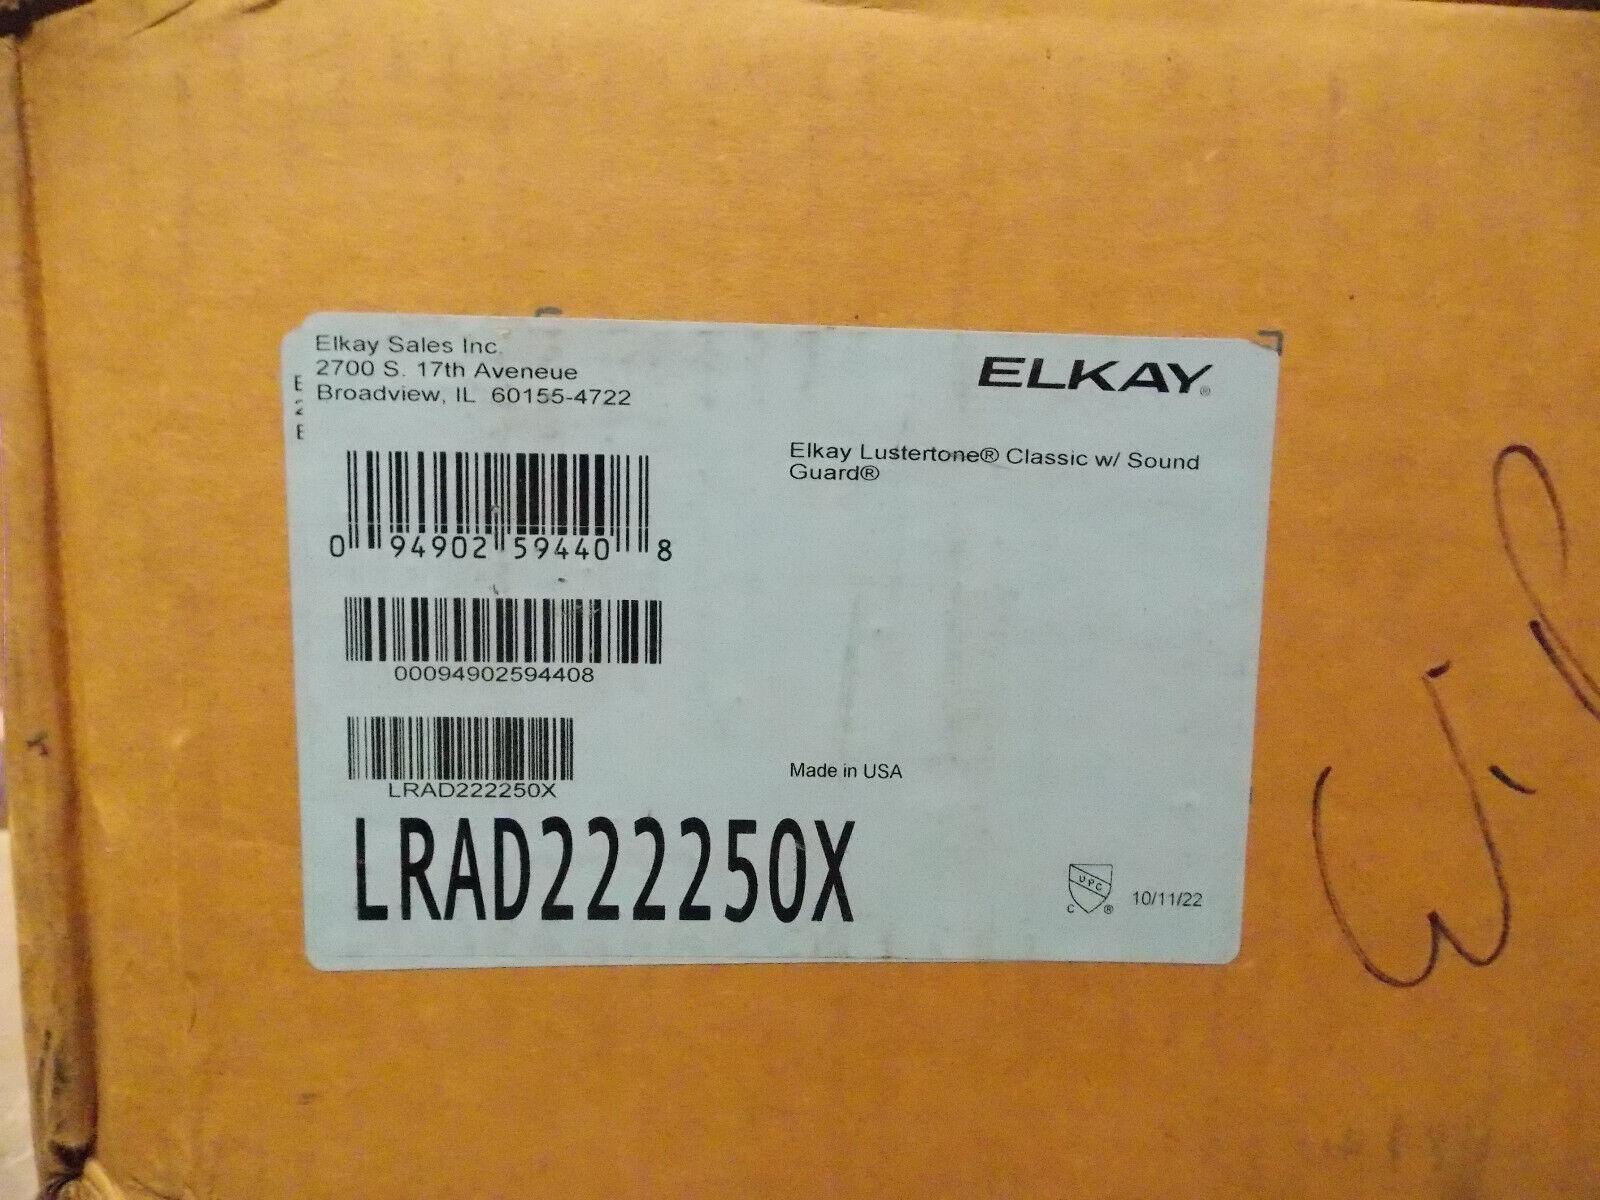 Elkay Sales Inc.
2700 S. 17th Aveneue
Broadview, IL 60155-4722
ELKAY®
Elkay Lustertone® Classic w/ Sound
Guard®
0 94902 59440 8
00094902594408
LRAD222250X
Made in USA
LRAD222250X
UPC
C ®
10/11/22